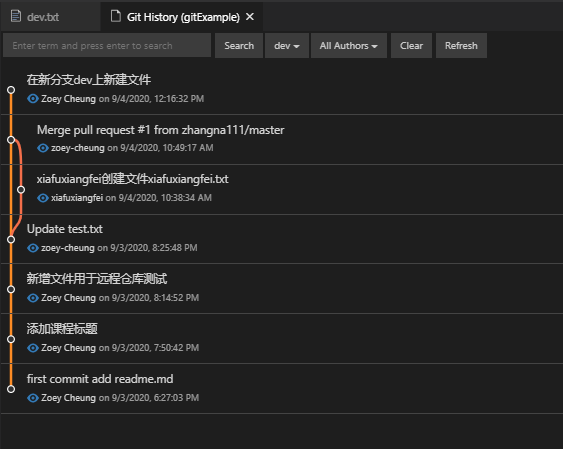 dev.txt Git History (gitExample)
Enter term and press enter to search Search dev All Authors Clear Refresh
在新分支dev上新建文件
Zoey Cheung on 9/4/2020, 12:16:32 PM
Merge pull request #1 from zhangna111/master
zoey-cheung on 9/4/2020, 10:49:17 AM
xiafuxiangfei创建文件xiafuxiangfei.txt
xiafuxiangfei on 9/4/2020, 10:38:34 AM
Update test.txt
zoey-cheung on 9/3/2020, 8:25:48 PM
新增文件用于远程仓库测试
Zoey Cheung on 9/3/2020, 8:14:52 PM
添加课程标题
Zoey Cheung on 9/3/2020, 7:50:42 PM
first commit add readme.md
Zoey Cheung on 9/3/2020, 6:27:03 PM